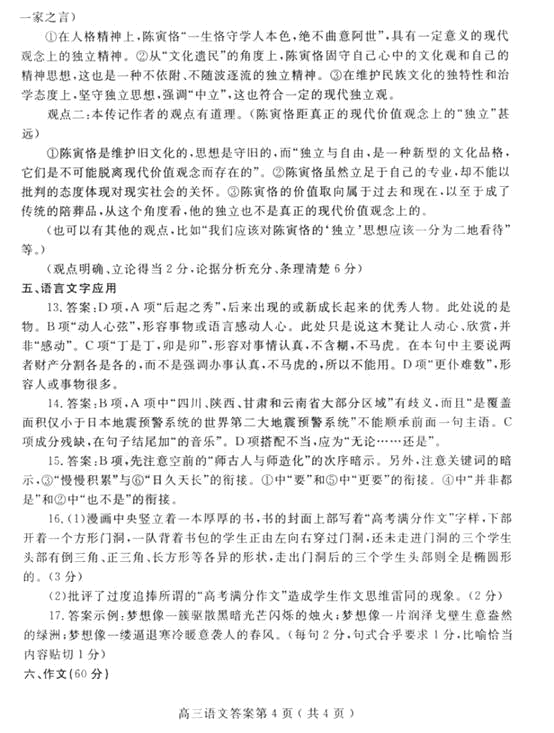 一家之言)
①在人格精神上,陈寅恪“一生恪守学人本色,绝不曲意阿世”,具有一定意义的现代
观念上的独立精神。②从“文化遗民”的角度上,陈寅恪固守自己心中的文化观和自己的
精神思想,这也是一种不依附、不随波逐流的独立精神。③在维护民族文化的独特性和治
学态度上,坚守独立思想,强调“中立”,这也符合一定的现代独立观。
观点二:本传记作者的观点有道理。(陈寅恪距真正的现代价值观念上的“独立”甚
远)
①陈寅恪是维护旧文化的,思想是守旧的,而“独立与自由,是一种新型的文化品格,
它们是不可能脱离现代价值观念而存在的”。②陈寅恪虽然立足于自己的专业,却不能以
批判的态度体现对现实社会的关怀。③陈寅恪的价值取向属于过去和现在,以至于成了
传统的陪葬品,从这个角度看,他的独立也不是真正的现代价值观念上的。
(也可以有其他的观点,比如“我们应该对陈寅恪的‘独立’思想应该一分为二地看待”
等。)
(观点明确、立论得当2分,论据分析充分、条理清楚6分)
五、语言文字应用
13.答案:D项,A项“后起之秀”,后来出现的或新成长起来的优秀人物。此处说的是
物。B项“动人心弦”,形容事物或语言感动人心。此处只是说这木凳让人动心、欣赏,并
非“感动”。C项“丁是丁,卯是卯”,形容对事情认真,不含糊,不马虎。在本句中主要说两
者财产分割各是各的,而不是强调办事认真,不马虎的,所以不能用。D项“更仆难数”,形
容人或事物很多。
14.答案:B项,A项中“四川、陕西、甘肃和云南省大部分区域”有歧义,而且“是覆盖
面积仅小于日本地震预警系统的世界第二大地震预警系统”不能顺承前面一句主语。C
项成分残缺,在句子结尾加“的音乐”。D项搭配不当,应为“无论……还是”。
15.答案:B项,先注意空前的“师古人与师造化”的次序暗示。另外,注意关键词的暗
示,③“慢慢积累”与⑥“日久天长”的衔接。①中“要”和⑤中“更要”的衔接。④中“并非都
是”和②中“也不是”的衔接。
16.(1)漫画中央竖立着一本厚厚的书,书的封面上部写着“高考满分作文”字样,下部
开着一个方形门洞,一队背着书包的学生正由左向右穿过门洞,还未走进门洞的三个学生
头部有倒三角、正三角、长方形等各异的形状,走出门洞后的三个学生头部则全是椭圆形
的。(3分)
(2)批评了过度追捧所谓的“高考满分作文”造成学生作文思维雷同的现象。(2分)
17.答案示例:梦想像一簇驱散黑暗光芒闪烁的烛火;梦想像一片润泽戈壁生意盎然
的绿洲;梦想像一缕逼退寒冷暖意袭人的春风。(每句2分,句式合乎要求1分,比喻恰当
内容贴切1分)
六、作文(60分)
高三语文答案第4页(共4页)